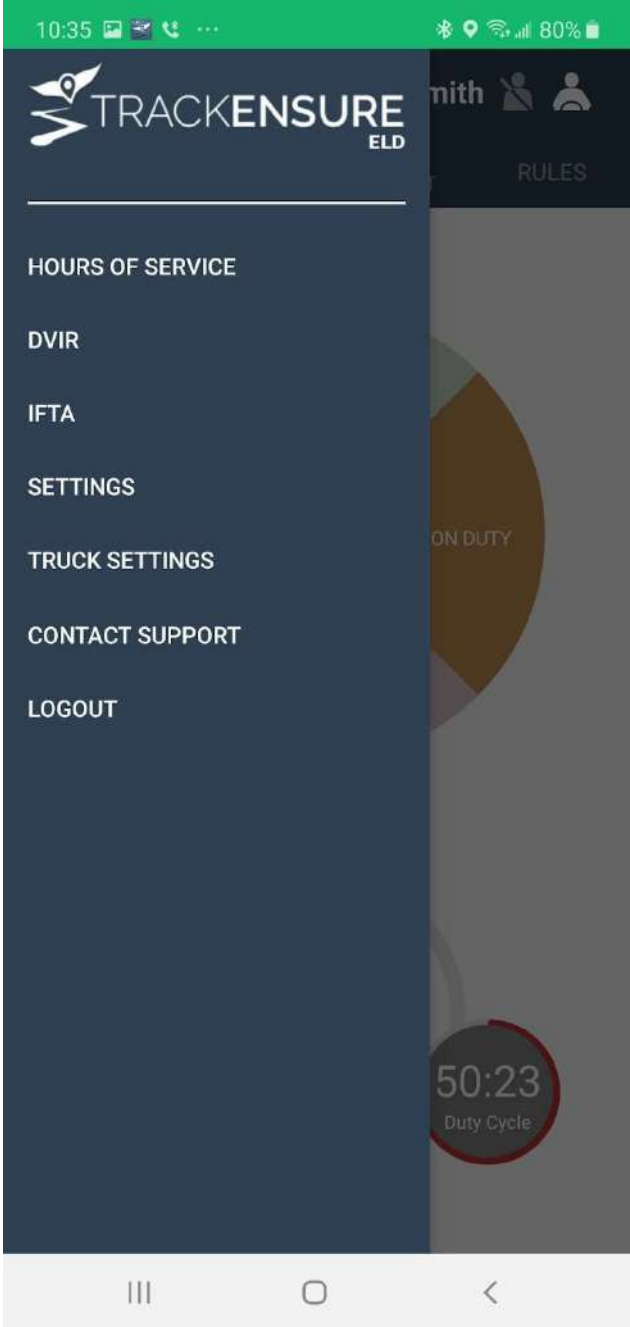 10:35 80%
TRACKENSURE
ELD
mith
RULES
HOURS OF SERVICE
DVIR
IFTA
SETTINGS
ON DUTY
TRUCK SETTINGS
CONTACT SUPPORT
LOGOUT
50:23
Duty Cycle